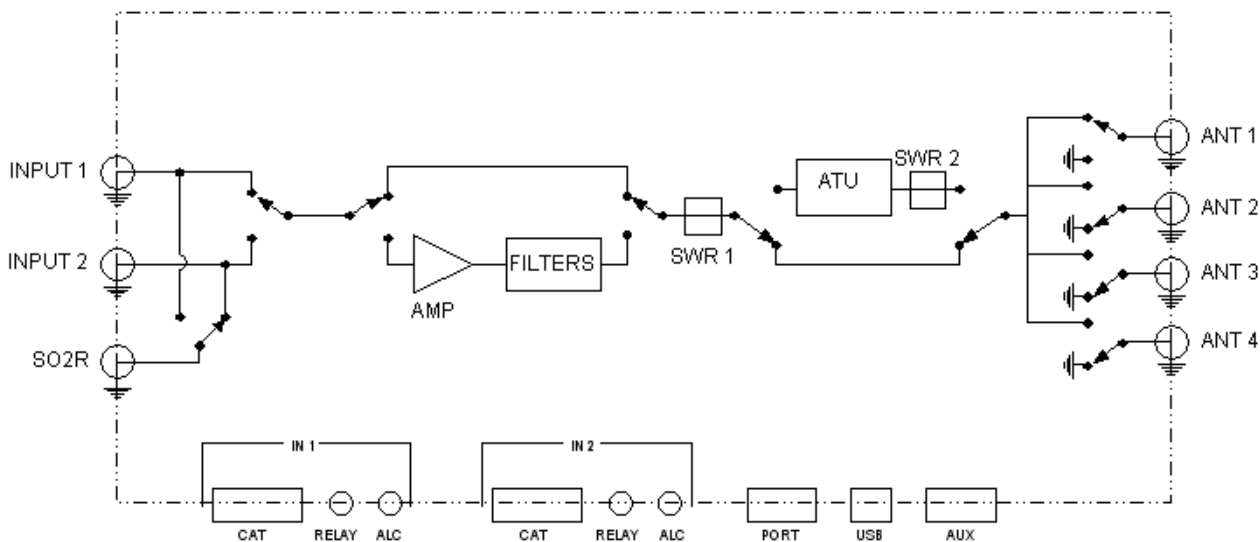 INPUT 1
INPUT 2
SO2R
AMP
FILTERS
SWR 1
ATU
SWR 2
ANT 1
ANT 2
ANT 3
ANT 4
IN 1
IN 2
CAT
RELAY
ALC
CAT
RELAY
ALC
PORT
USB
AUX